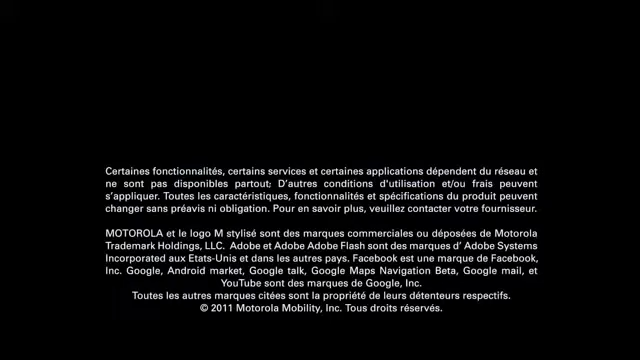 Certaines fonctionnalités, certains services et certaines applications dépendent du réseau et
ne sont pas disponibles partout; D'autres conditions d'utilisation et/ou frais peuvent
s'appliquer. Toutes les caractéristiques, fonctionnalités et spécifications du produit peuvent
changer sans préavis ni obligation. Pour en savoir plus, veuillez contacter votre fournisseur.
MOTOROLA et le logo M stylisé sont des marques commerciales ou déposées de Motorola
Trademark Holdings, LLC. Adobe et Adobe Adobe Flash sont des marques d' Adobe Systems
Incorporated aux Etats-Unis et dans les autres pays. Facebook est une marque de Facebook,
Inc. Google, Android market, Google talk, Google Maps Navigation Beta, Google mail, et
YouTube sont des marques de Google, Inc.
Toutes les autres marques citées sont la propriété de leurs détenteurs respectifs.
© 2011 Motorola Mobility, Inc. Tous droits réservés.